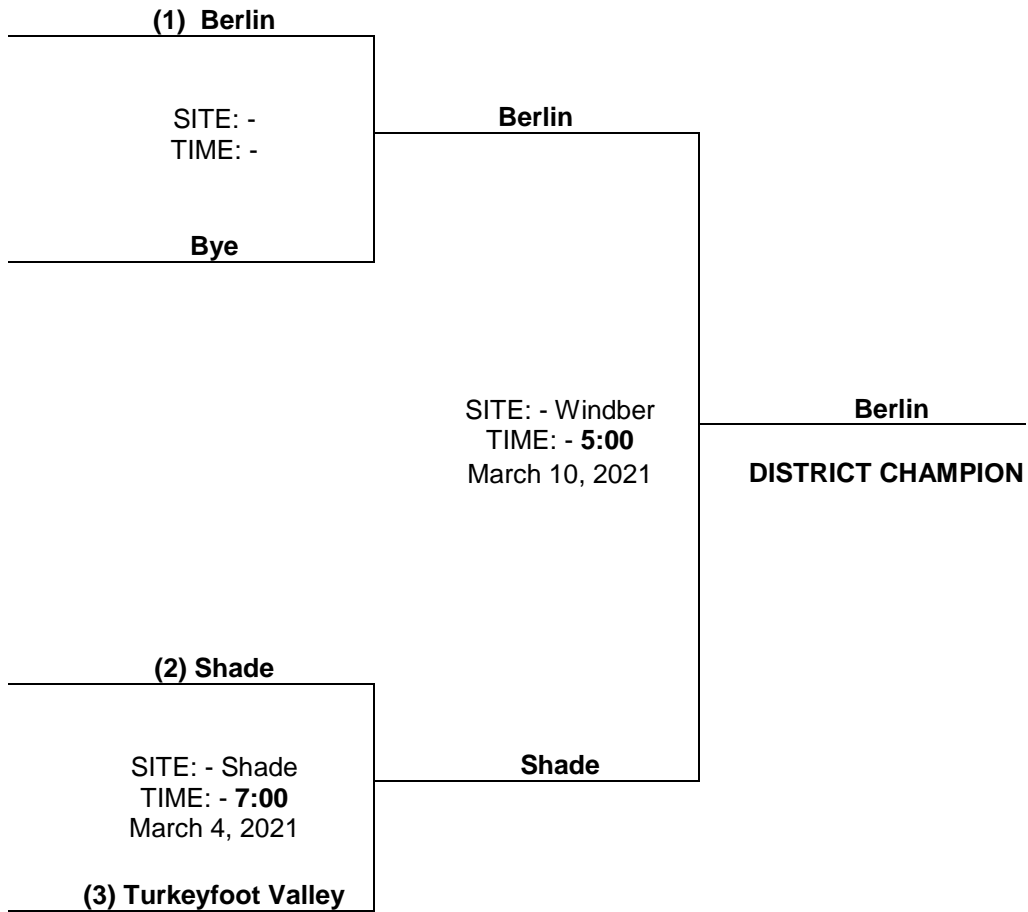 (1) Berlin
SITE: -
TIME: -
Berlin
Bye
SITE: - Windber
TIME: - 5:00
March 10, 2021
Berlin
DISTRICT CHAMPION
(2) Shade
SITE: - Shade
TIME: - 7:00
March 4, 2021
Shade
(3) Turkeyfoot Valley